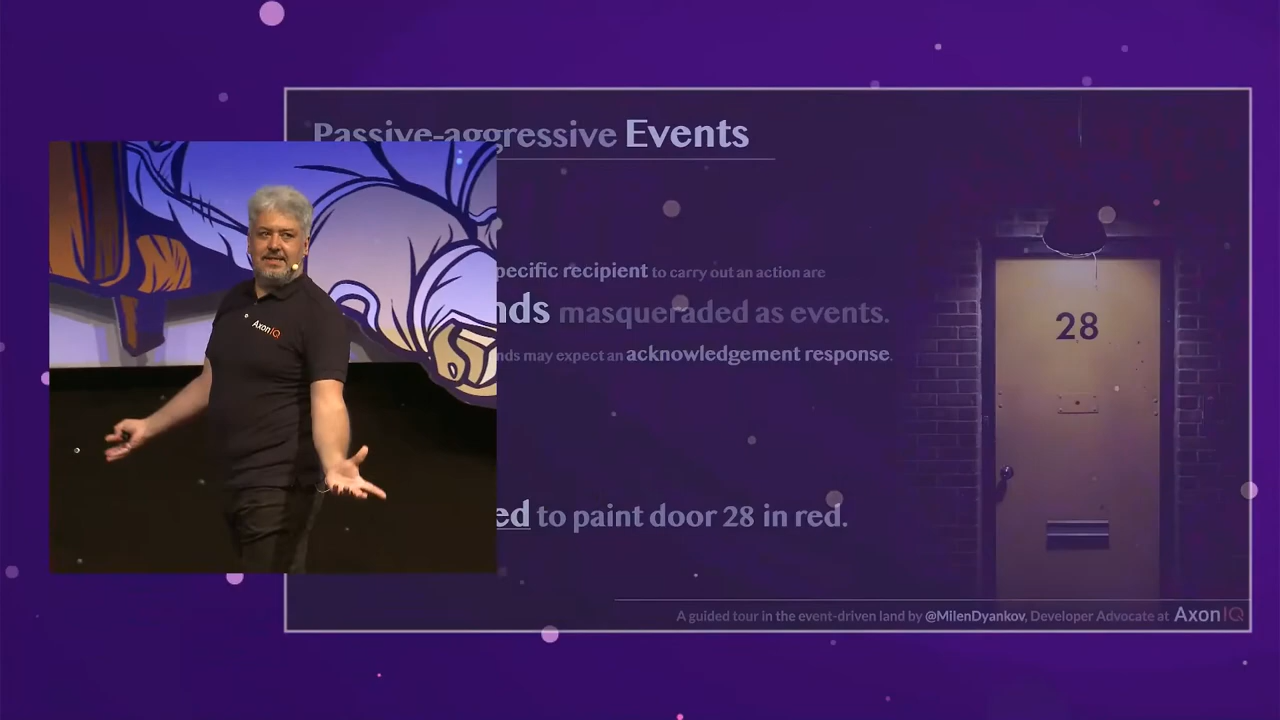 Passive-aggressive Events
pecific recipient to carry out an action are
nds masqueraded as events.
nds may expect an acknowledgement response.
ed to paint door 28 in red.
28
AxonIQ
A guided tour in the event-driven land by @MilenDyankov, Developer Advocate at AxonIQ